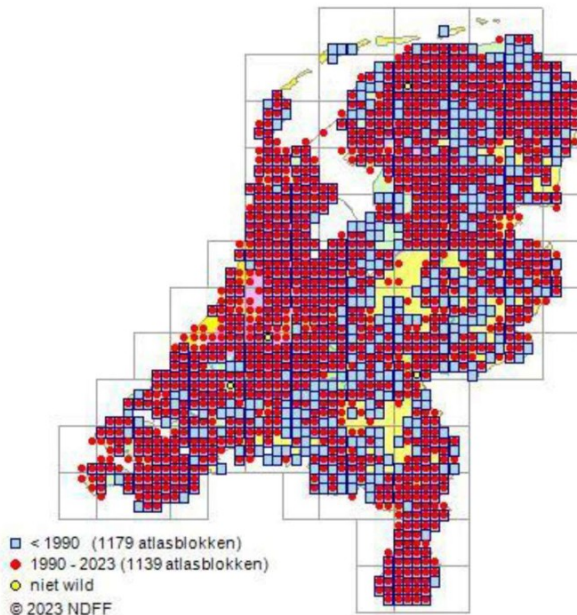 < 1990 (1179 atlasblokken)
1990 - 2023 (1139 atlasblokken)
niet wild
© 2023 NDFF